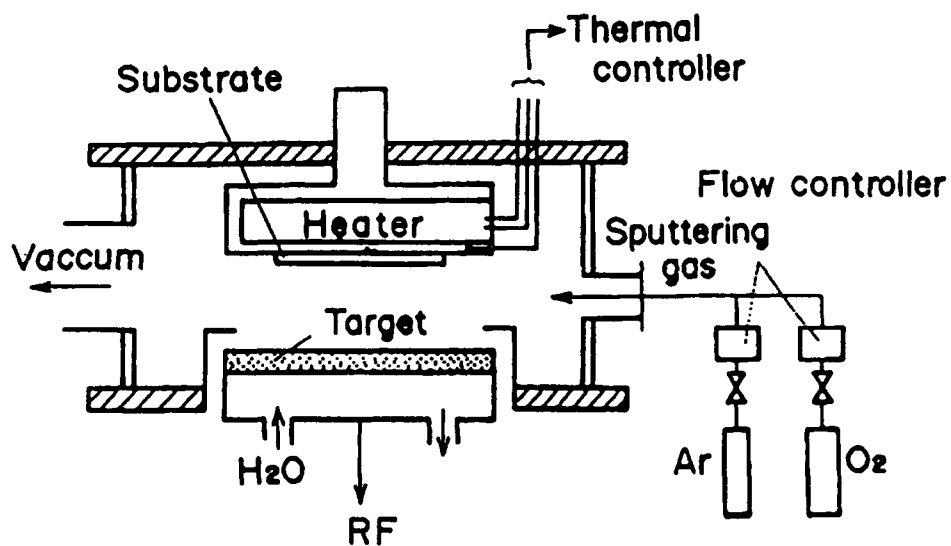 Thermal
controller
Substrate
Flow controller
Heater
Sputtering
gas
Vaccum
Target
H₂O
Ar
O₂
RF